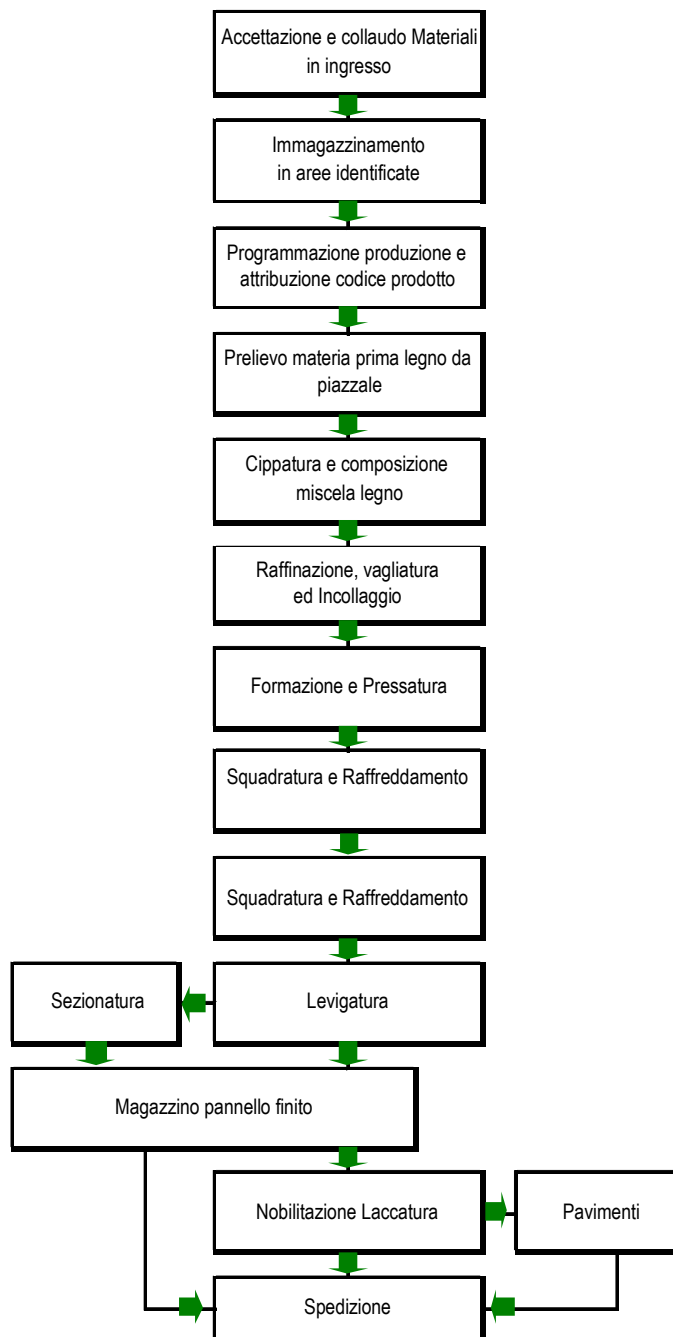 Accettazione e collaudo Materiali
in ingresso
Immagazzinamento
in aree identificate
Programmazione produzione e
attribuzione codice prodotto
Prelievo materia prima legno da
piazzale
Cippatura e composizione
miscela legno
Raffinazione, vagliatura
ed Incollaggio
Formazione e Pressatura
Squadratura e Raffreddamento
Squadratura e Raffreddamento
Sezionatura
Levigatura
Magazzino pannello finito
Nobilitazione Laccatura
Pavimenti
Spedizione